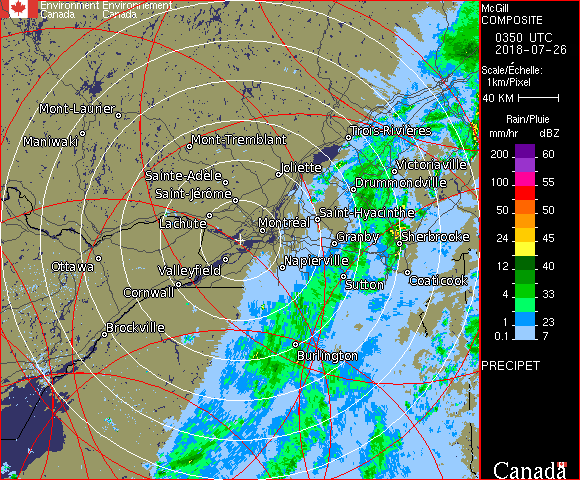 Environment Environnement
Canada Canada
McGill
COMPOSITE
0350 UTC
2018-07-26
Scale/Échelle:
1km/Pixel
40 KM
Rain/Pluie
mm/hr dBZ
200 60
100 55
50 50
24 45
12 40
4 33
1 23
0.1 7
PRECIPET
Canada
Mont-Laurier
Maniwaki
Mont-Tremblant
Trois-Rivières
Sainte-Adèle
Joliette
Victoriaville
Saint-Jérôme
Drummondville
Lachute
Montréal
Saint-Hyacinthe
Granby
Sherbrooke
Ottawa
Valleyfield
Napierville
Cornwall
Sutton
Coaticook
Brockville
Burlington